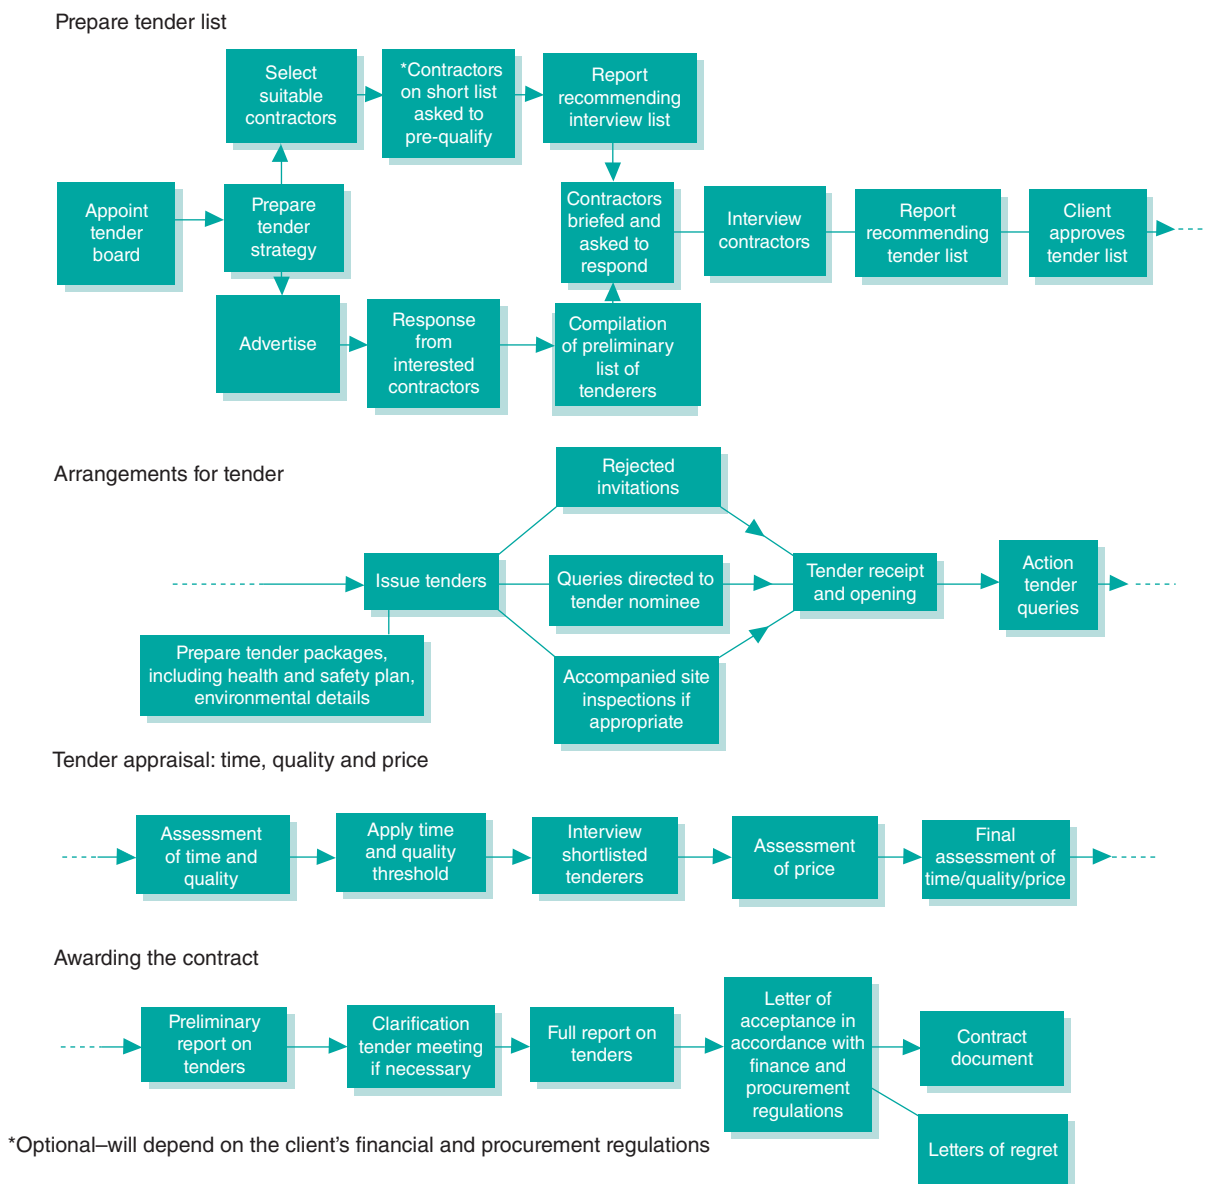 Prepare tender list
Select
suitable
contractors
*Contractors
on short list
asked to
pre-qualify
Report
recommending
interview list
Appoint
tender
board
Prepare
tender
strategy
Contractors
briefed and
asked to
respond
Interview
contractors
Report
recommending
tender list
Client
approves
tender list
Advertise
Response
from
interested
contractors
Compilation
of preliminary
list of
tenderers
Arrangements for tender
Rejected
invitations
Issue tenders
Queries directed to
tender nominee
Tender receipt
and opening
Action
tender
queries
Prepare tender packages,
including health and safety plan,
environmental details
Accompanied site
inspections if
appropriate
Tender appraisal: time, quality and price
Assessment
of time and
quality
Apply time
and quality
threshold
Interview
shortlisted
tenderers
Assessment
of price
Final
assessment of
time/quality/price
Awarding the contract
Preliminary
report on
tenders
Clarification
tender meeting
if necessary
Full report on
tenders
Letter of
acceptance in
accordance with
finance and
procurement
regulations
Contract
document
Letters of regret
*Optional–will depend on the client’s financial and procurement regulations